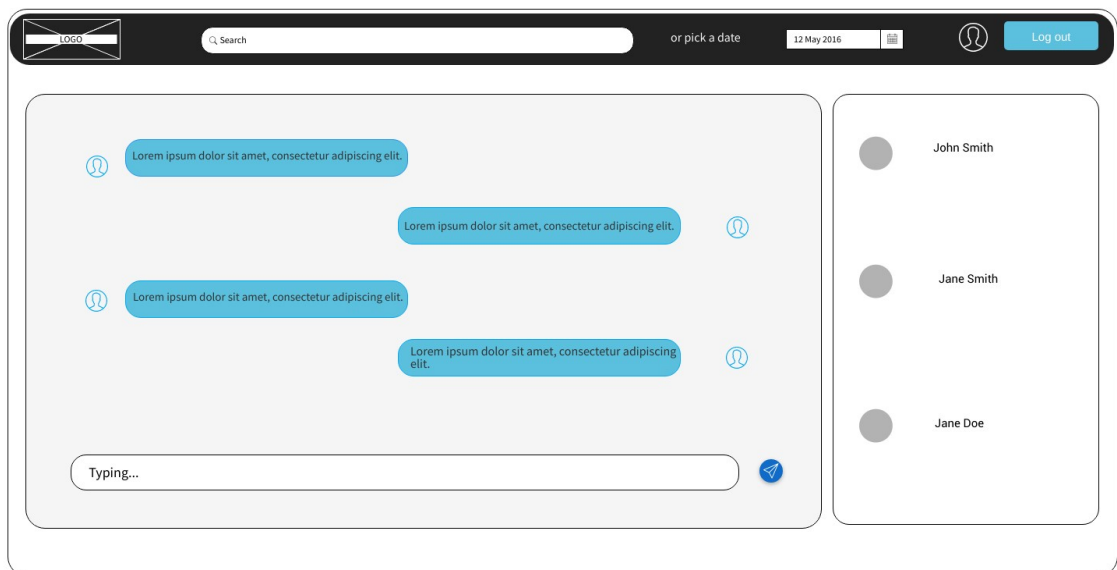 LOGO
Search
or pick a date
12 May 2016
Log out
Lorem ipsum dolor sit amet, consectetur adipiscing elit.
Lorem ipsum dolor sit amet, consectetur adipiscing elit.
Lorem ipsum dolor sit amet, consectetur adipiscing elit.
Lorem ipsum dolor sit amet, consectetur adipiscing
elit.
Typing...
John Smith
Jane Smith
Jane Doe